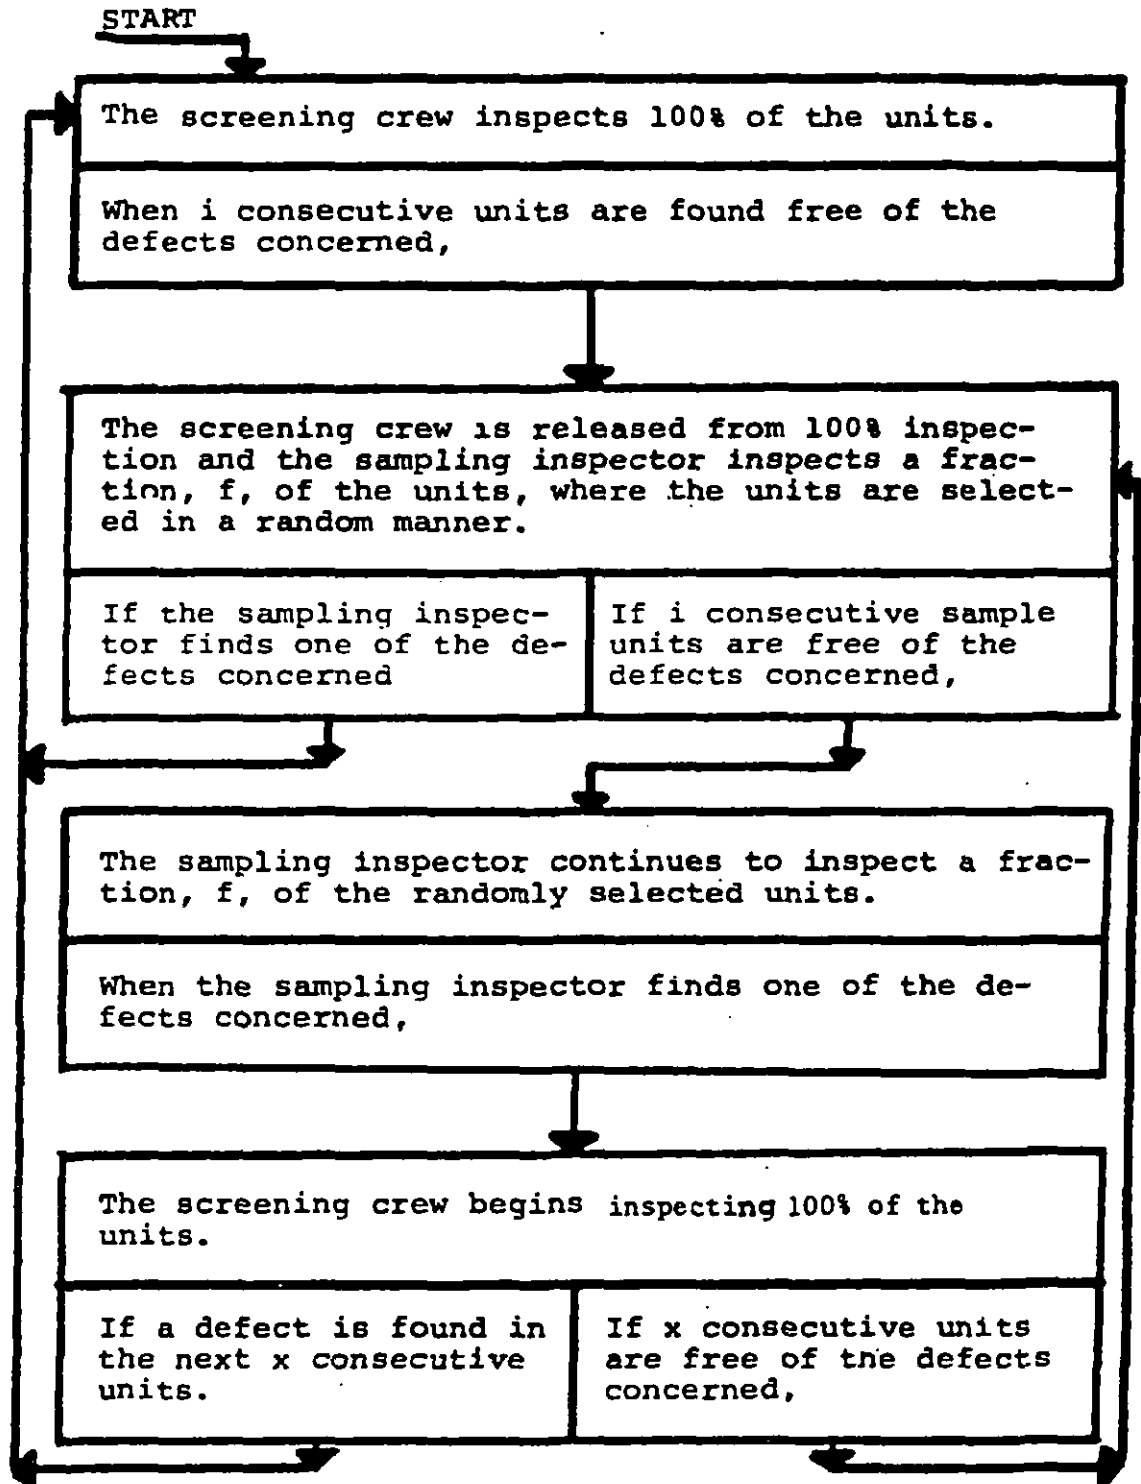 START
The screening crew inspects 100% of the units.
When i consecutive units are found free of the
defects concerned,
The screening crew is released from 100% inspec-
tion and the sampling inspector inspects a frac-
tion, f, of the units, where the units are select-
ed in a random manner.
If the sampling inspec-
tor finds one of the de-
fects concerned
If i consecutive sample
units are free of the
defects concerned,
The sampling inspector continues to inspect a frac-
tion, f, of the randomly selected units.
When the sampling inspector finds one of the de-
fects concerned,
The screening crew begins inspecting 100% of the
units.
If a defect is found in
the next x consecutive
units.
If x consecutive units
are free of the defects
concerned,